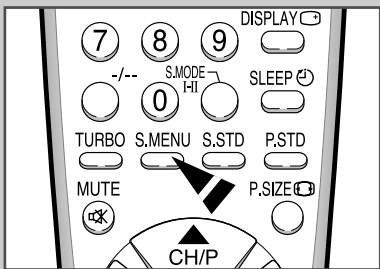 DISPLAY
7 8 9
-/-- S.MODE SLEEP
I-II
0
TURBO S.MENU S.STD P.STD
MUTE P.SIZE
CH/P